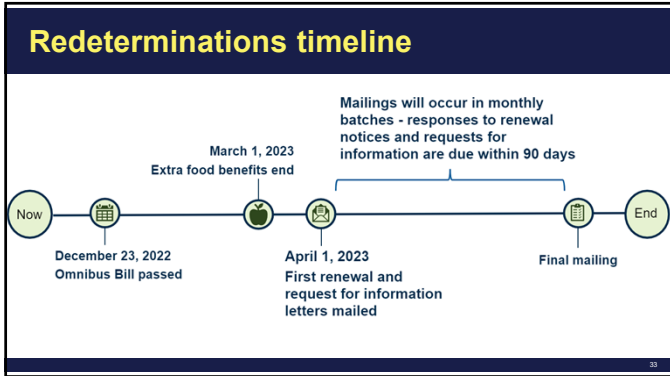 Redeterminations timeline
Mailings will occur in monthly
batches - responses to renewal
notices and requests for
information are due within 90 days
March 1, 2023
Extra food benefits end
Now
End
December 23, 2022
Omnibus Bill passed
April 1, 2023
First renewal and
request for information
letters mailed
Final mailing
33